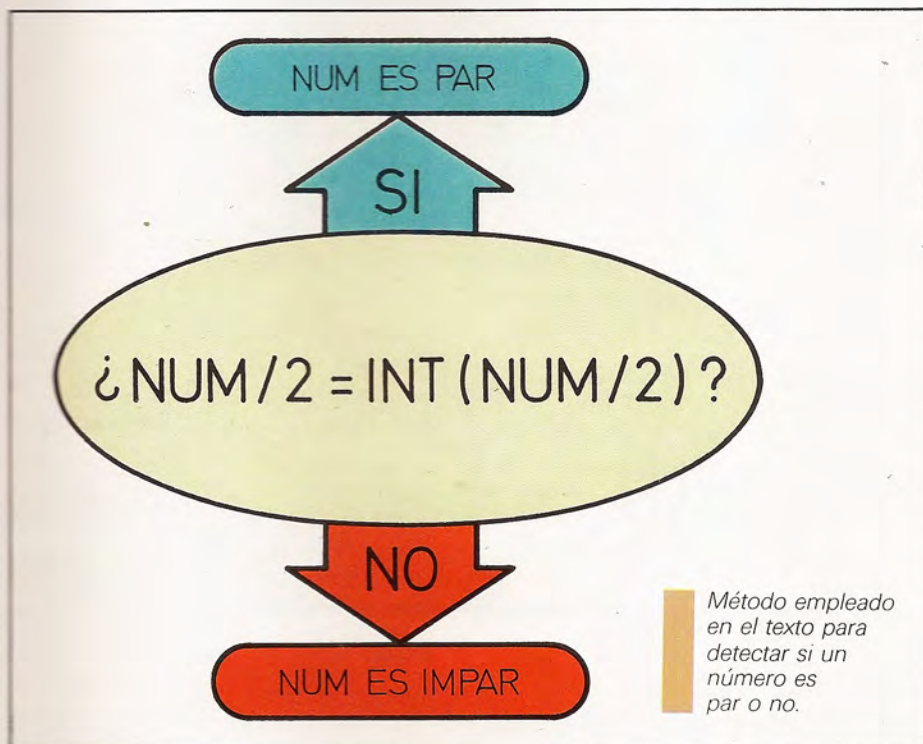 NUM ES PAR
SI
¿NUM/2 = INT (NUM/2)?
NO
NUM ES IMPAR
Método empleado
en el texto para
detectar si un
número es
par o no.